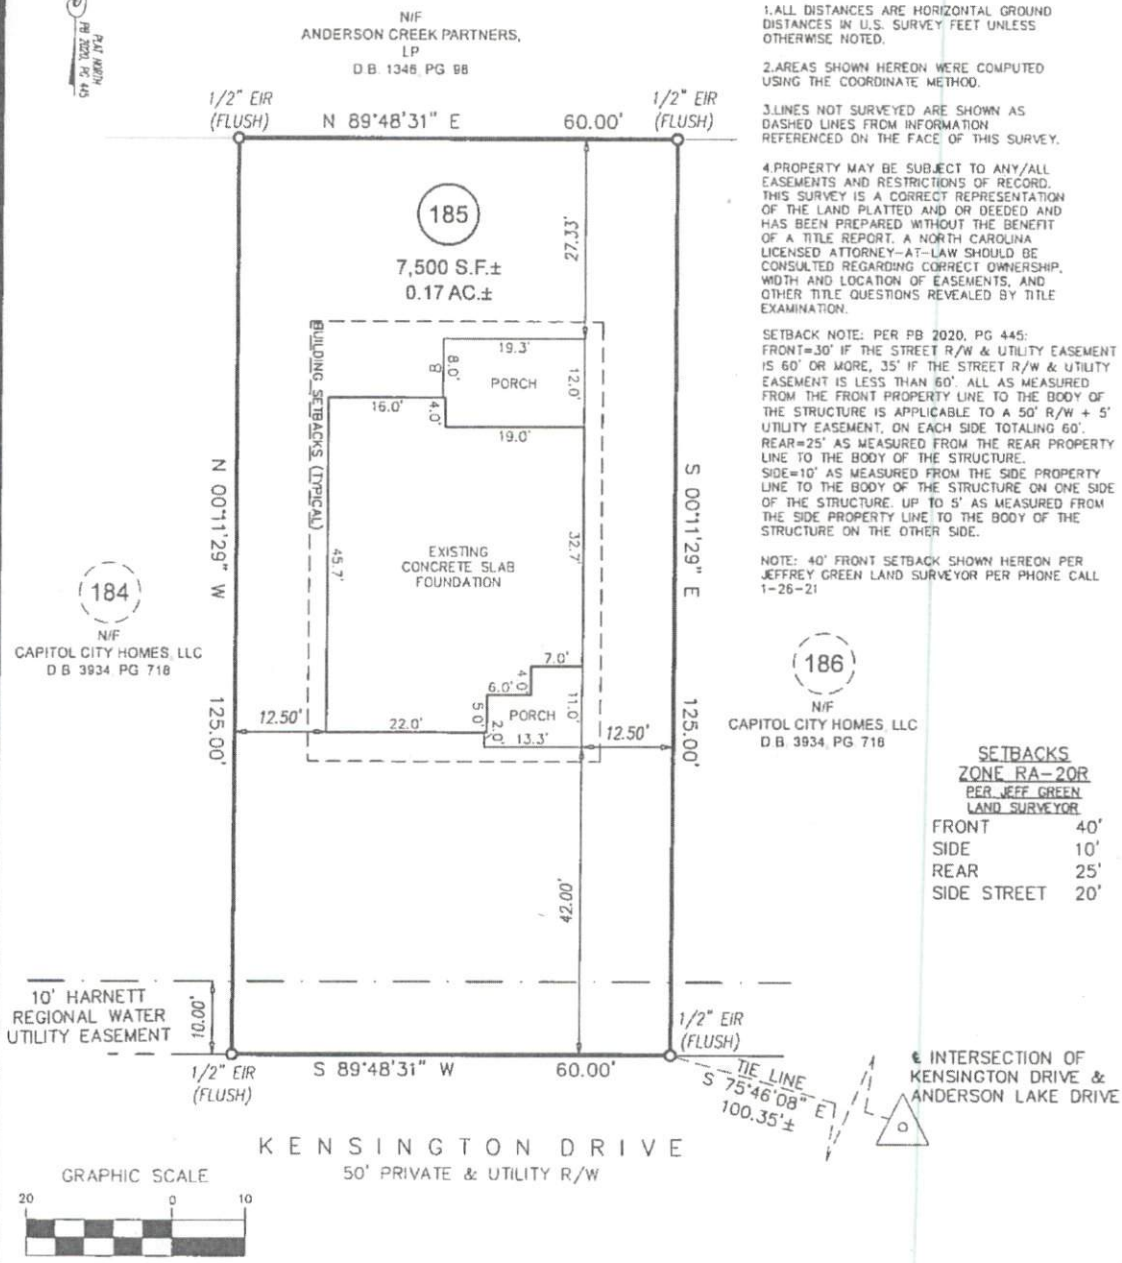 PLAT NORTH
PB 2020, PG 445
N/F
ANDERSON CREEK PARTNERS,
LP
D.B. 1346, PG 98
1/2" EIR
(FLUSH)
N 89°48'31" E
60.00'
1/2" EIR
(FLUSH)
185
7,500 S.F.±
0.17 AC.±
27.33'
BUILDING SETBACKS (TYPICAL)
19.3'
8.0'
PORCH
12.0'
16.0'
4.0'
19.0'
N 00°11'29" W
125.00'
45.7'
EXISTING
CONCRETE SLAB
FOUNDATION
32.7'
S 00°11'29" E
125.00'
184
N/F
CAPITOL CITY HOMES, LLC
D.B. 3934, PG 718
7.0'
4.0'
6.0'
5.0'
PORCH
11.0'
12.50'
22.0'
2.0'
13.3'
12.50'
186
N/F
CAPITOL CITY HOMES, LLC
D.B. 3934, PG 718
42.00'
10' HARNETT
REGIONAL WATER
UTILITY EASEMENT
10.00'
1/2" EIR
(FLUSH)
S 89°48'31" W
60.00'
1/2" EIR
(FLUSH)
TIE LINE
S 75°46'08" E
100.35'±
℄ INTERSECTION OF
KENSINGTON DRIVE &
ANDERSON LAKE DRIVE
KENSINGTON DRIVE
50' PRIVATE & UTILITY R/W
GRAPHIC SCALE
20 0 10
1.ALL DISTANCES ARE HORIZONTAL GROUND
DISTANCES IN U.S. SURVEY FEET UNLESS
OTHERWISE NOTED.
2.AREAS SHOWN HEREON WERE COMPUTED
USING THE COORDINATE METHOD.
3.LINES NOT SURVEYED ARE SHOWN AS
DASHED LINES FROM INFORMATION
REFERENCED ON THE FACE OF THIS SURVEY.
4.PROPERTY MAY BE SUBJECT TO ANY/ALL
EASEMENTS AND RESTRICTIONS OF RECORD.
THIS SURVEY IS A CORRECT REPRESENTATION
OF THE LAND PLATTED AND OR DEEDED AND
HAS BEEN PREPARED WITHOUT THE BENEFIT
OF A TITLE REPORT. A NORTH CAROLINA
LICENSED ATTORNEY-AT-LAW SHOULD BE
CONSULTED REGARDING CORRECT OWNERSHIP,
WIDTH AND LOCATION OF EASEMENTS, AND
OTHER TITLE QUESTIONS REVEALED BY TITLE
EXAMINATION.
SETBACK NOTE: PER PB 2020, PG 445:
FRONT=30' IF THE STREET R/W & UTILITY EASEMENT
IS 60' OR MORE, 35' IF THE STREET R/W & UTILITY
EASEMENT IS LESS THAN 60'. ALL AS MEASURED
FROM THE FRONT PROPERTY LINE TO THE BODY OF
THE STRUCTURE IS APPLICABLE TO A 50' R/W + 5'
UTILITY EASEMENT, ON EACH SIDE TOTALING 60'.
REAR=25' AS MEASURED FROM THE REAR PROPERTY
LINE TO THE BODY OF THE STRUCTURE.
SIDE=10' AS MEASURED FROM THE SIDE PROPERTY
LINE TO THE BODY OF THE STRUCTURE ON ONE SIDE
OF THE STRUCTURE. UP TO 5' AS MEASURED FROM
THE SIDE PROPERTY LINE TO THE BODY OF THE
STRUCTURE ON THE OTHER SIDE.
NOTE: 40' FRONT SETBACK SHOWN HEREON PER
JEFFREY GREEN LAND SURVEYOR PER PHONE CALL
1-26-21
SETBACKS
ZONE RA-20R
PER JEFF GREEN
LAND SURVEYOR
FRONT 40'
SIDE 10'
REAR 25'
SIDE STREET 20'